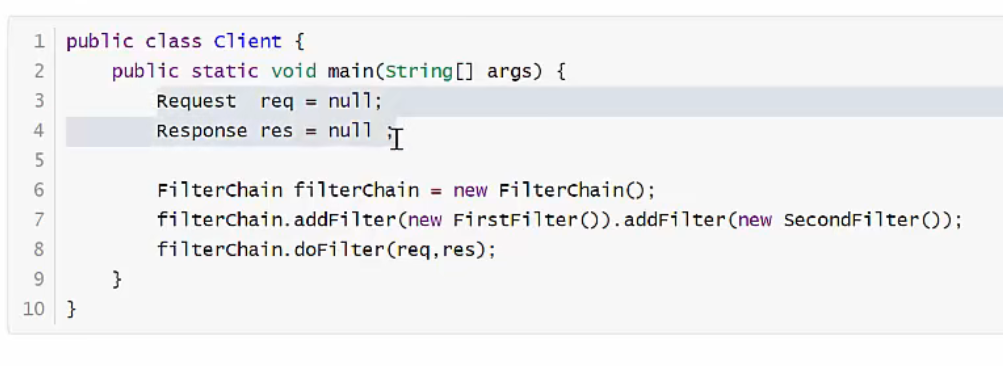 1 public class Client {
2     public static void main(String[] args) {
3         Request  req = null;
4         Response res = null ;
5
6         FilterChain filterChain = new FilterChain();
7         filterChain.addFilter(new FirstFilter()).addFilter(new SecondFilter());
8         filterChain.doFilter(req,res);
9     }
10 }